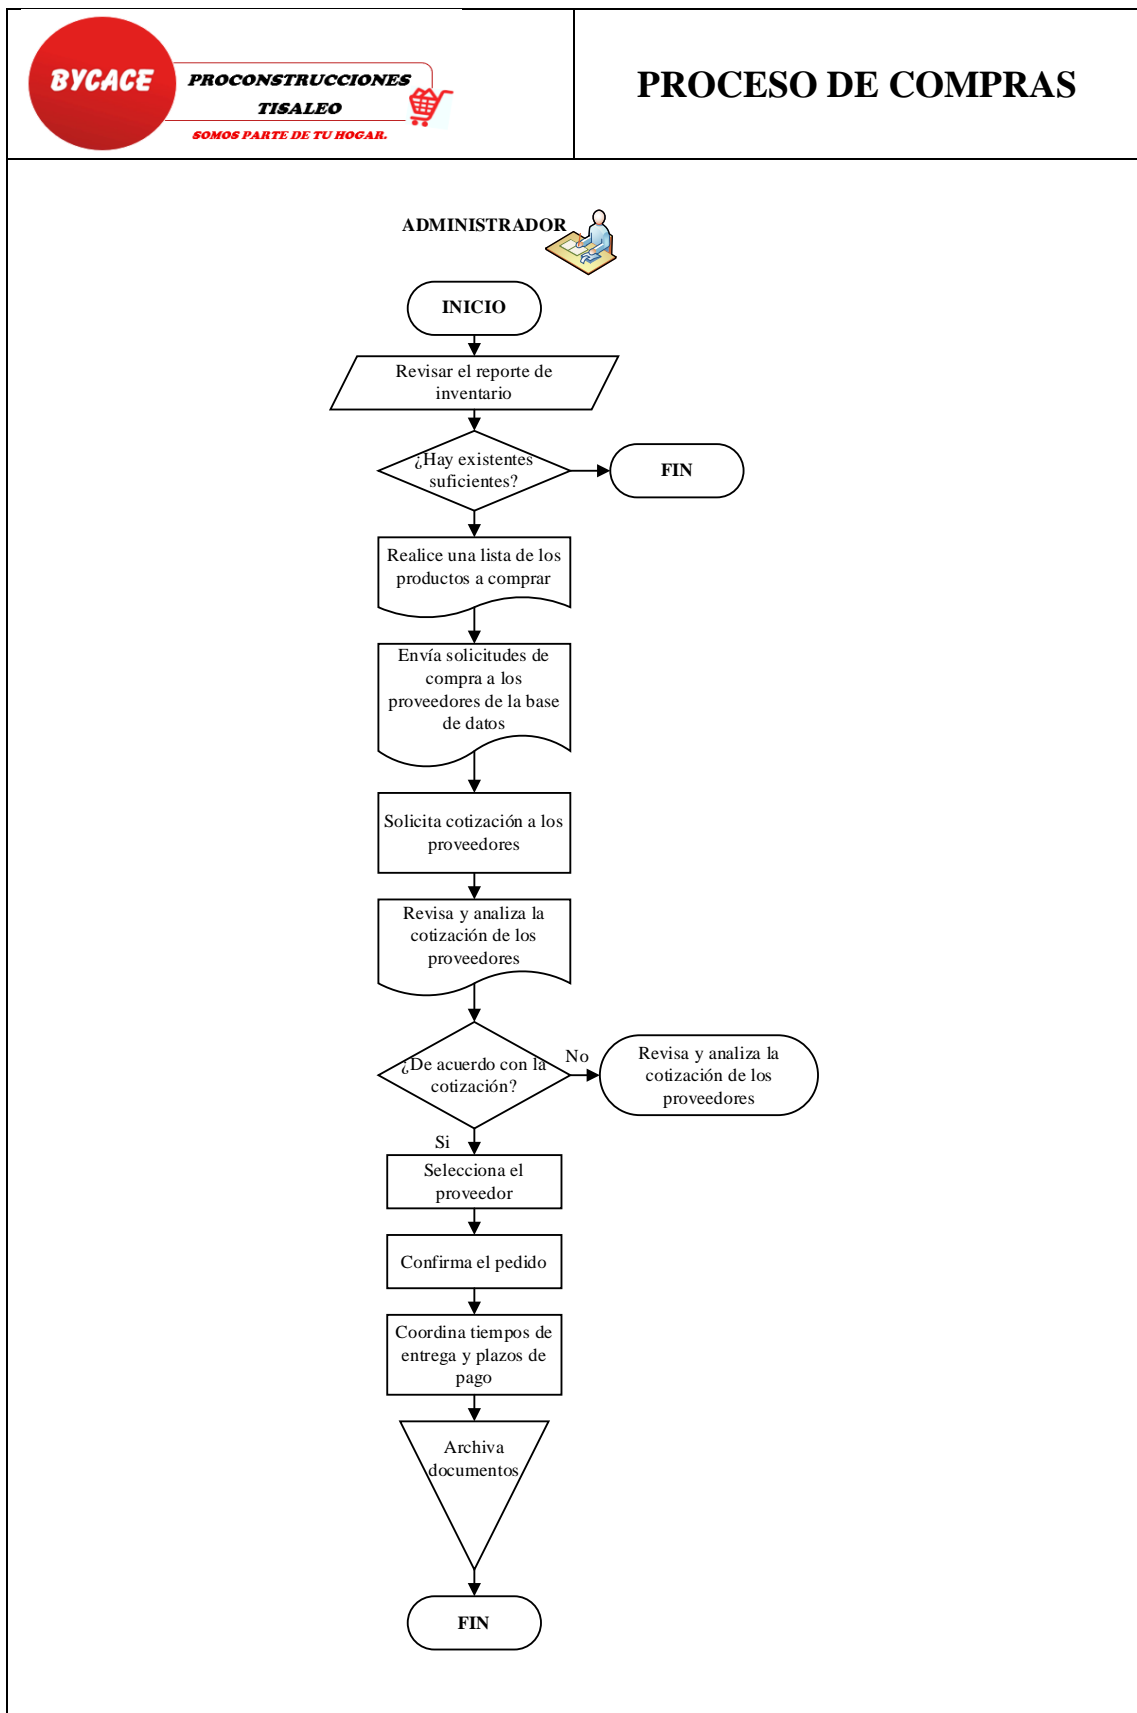 BYCACE
PROCONSTRUCCIONES
TISALEO
SOMOS PARTE DE TU HOGAR.
PROCESO DE COMPRAS
ADMINISTRADOR
INICIO
Revisar el reporte de
inventario
¿Hay existentes
suficientes?
FIN
Realice una lista de los
productos a comprar
Envía solicitudes de
compra a los
proveedores de la base
de datos
Solicita cotización a los
proveedores
Revisa y analiza la
cotización de los
proveedores
¿De acuerdo con la
cotización?
No
Revisa y analiza la
cotización de los
proveedores
Si
Selecciona el
proveedor
Confirma el pedido
Coordina tiempos de
entrega y plazos de
pago
Archiva
documentos
FIN